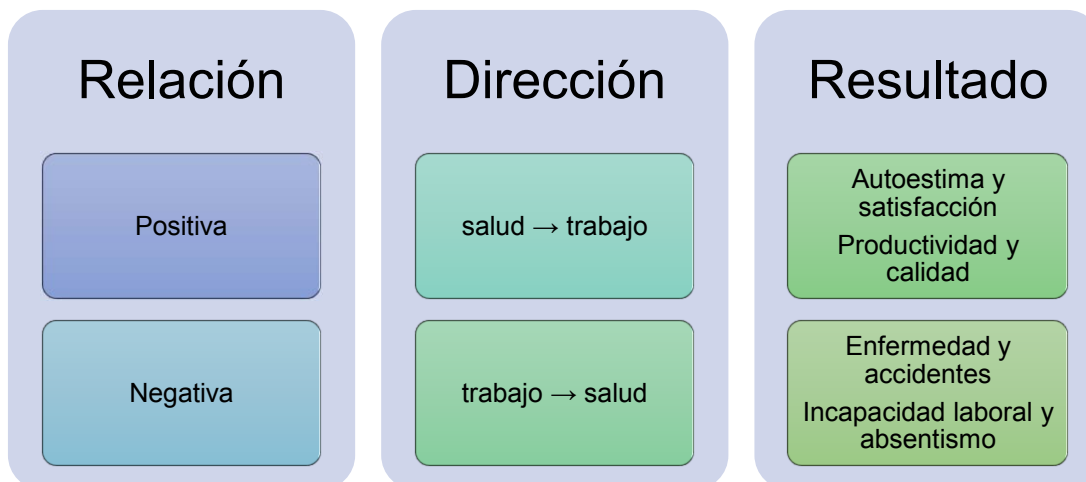 Relación
Positiva
Negativa
Dirección
salud → trabajo
trabajo → salud
Resultado
Autoestima y
satisfacción
Productividad y
calidad
Enfermedad y
accidentes
Incapacidad laboral y
absentismo